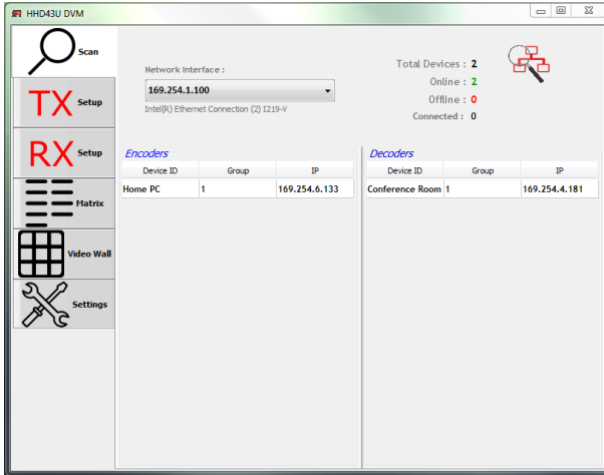 HHD43U DVM
Scan
TX Setup
RX Setup
Matrix
Video Wall
Settings
Network Interface :
169.254.1.100
Intel(R) Ethernet Connection (2) I219-V
Total Devices : 2
Online : 2
Offline : 0
Connected : 0
Encoders
Device ID Group IP
Home PC 1 169.254.6.133
Decoders
Device ID Group IP
Conference Room 1 169.254.4.181